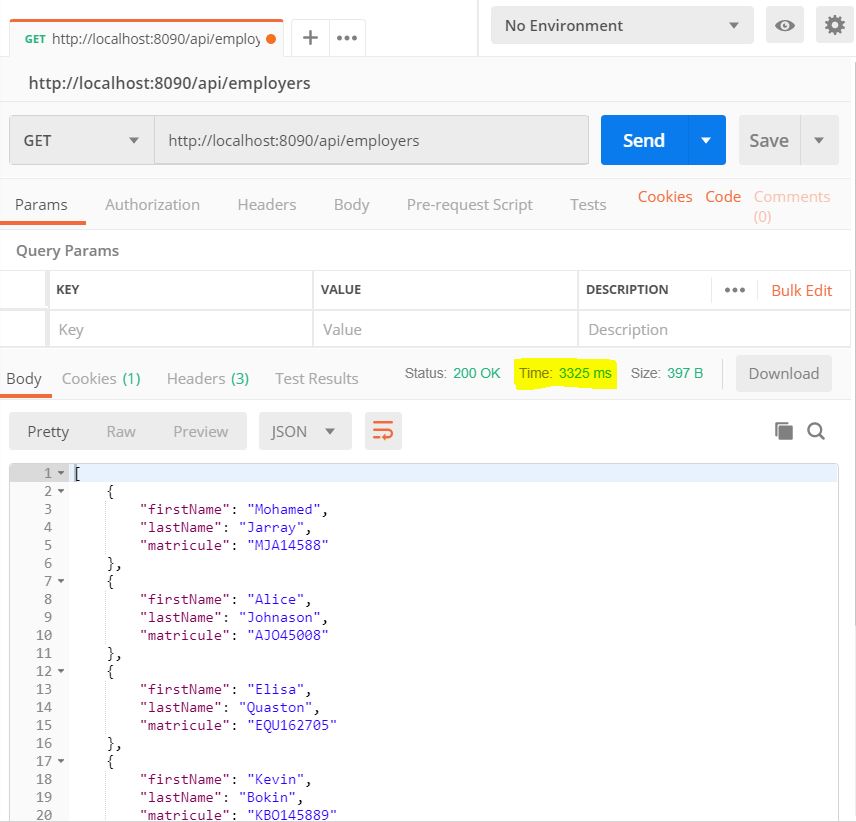 GET http://localhost:8090/api/employ
No Environment
http://localhost:8090/api/employers
GET http://localhost:8090/api/employers Send Save
Params Authorization Headers Body Pre-request Script Tests Cookies Code Comments (0)
Query Params
KEY VALUE DESCRIPTION Bulk Edit
Key Value Description
Body Cookies (1) Headers (3) Test Results Status: 200 OK Time: 3325 ms Size: 397 B Download
Pretty Raw Preview JSON
1 [
2 {
3 "firstName": "Mohamed",
4 "lastName": "Jarray",
5 "matricule": "MJA14588"
6 },
7 {
8 "firstName": "Alice",
9 "lastName": "Johnason",
10 "matricule": "AJO45008"
11 },
12 {
13 "firstName": "Elisa",
14 "lastName": "Quaston",
15 "matricule": "EQU162705"
16 },
17 {
18 "firstName": "Kevin",
19 "lastName": "Bokin",
20 "matricule": "KBO145889"